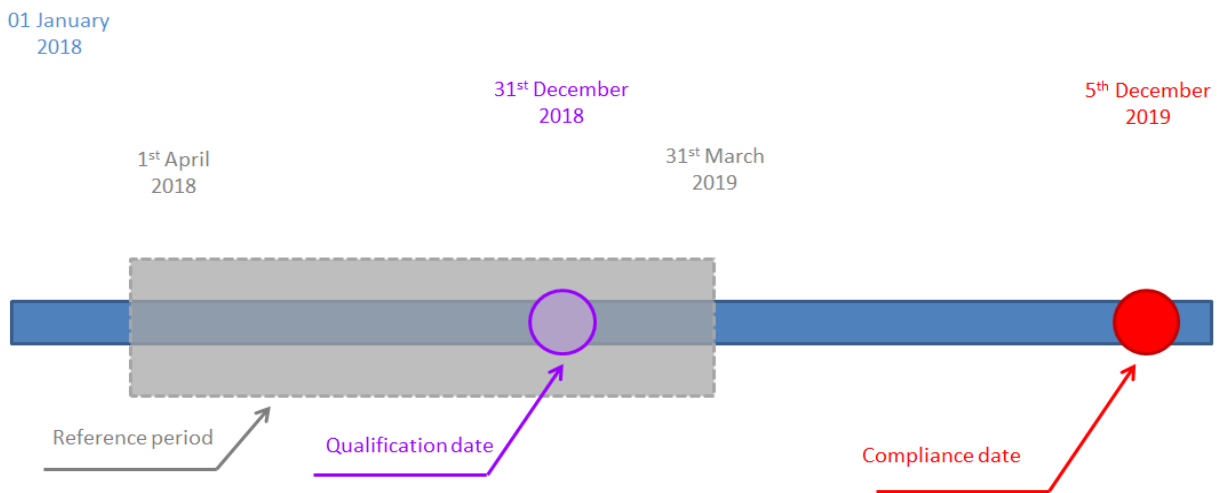 01 January
2018
31st December
2018
5th December
2019
1st April
2018
31st March
2019
Reference period
Qualification date
Compliance date